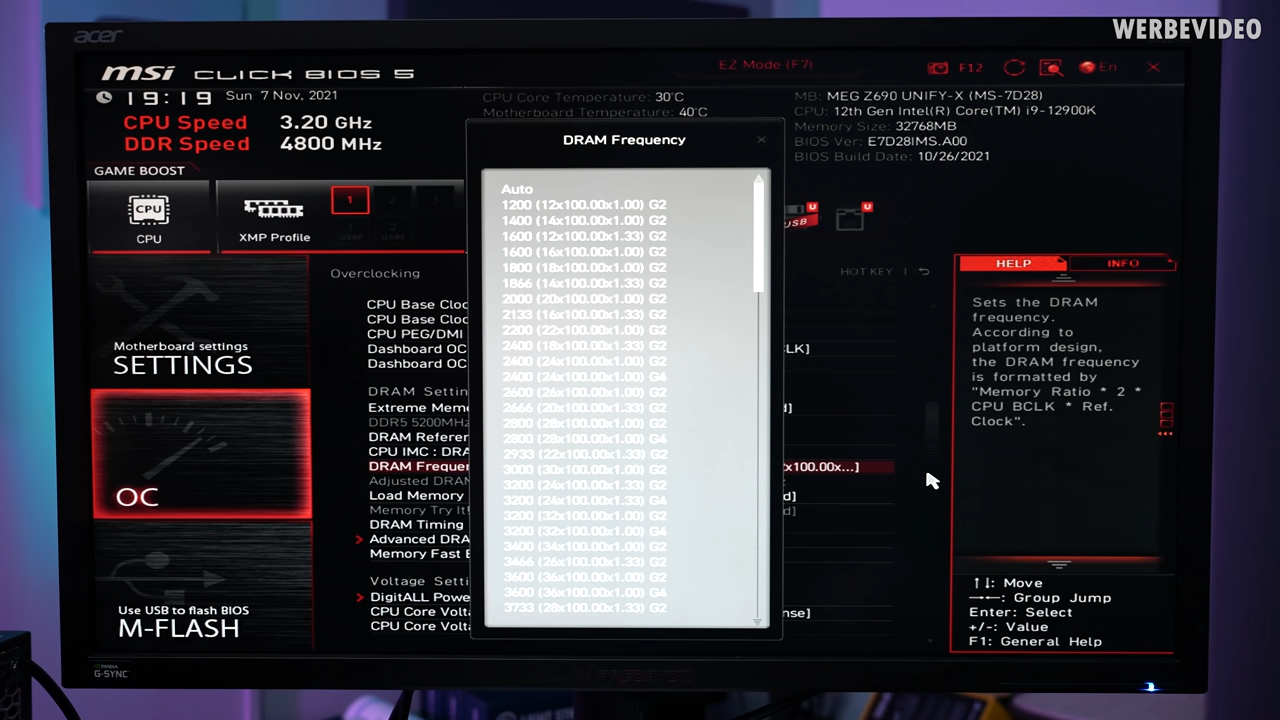 WERBEVIDEO
acer
msi CLICK BIOS 5
EZ Mode (F7)
F12
En
19:19 Sun 7 Nov, 2021
CPU Speed 3.20 GHz
DDR Speed 4800 MHz
CPU Core Temperature: 30°C
Motherboard Temperature: 40°C
MB: MEG Z690 UNIFY-X (MS-7D28)
CPU: 12th Gen Intel(R) Core(TM) i9-12900K
Memory Size: 32768MB
BIOS Ver: E7D28IMS.A00
BIOS Build Date: 10/26/2021
GAME BOOST
CPU
CPU
XMP Profile
1 2 3
1 2
user user
USB
Motherboard settings
SETTINGS
OC
Use USB to flash BIOS
M-FLASH
Overclocking
HOT KEY
CPU Base Cloc
CPU Base Cloc
CPU PEG/DMI
Dashboard OC
CLK]
Dashboard OC
DRAM Settin
Extreme Mem
DDR5 5200MHz
DRAM Referen
CPU IMC : DRA
DRAM Frequen
x100.00x...]
Adjusted DRAM
Load Memory
Memory Try It!
DRAM Timing
Advanced DRA
Memory Fast B
Voltage Setti
DigitALL Powe
CPU Core Volta
CPU Core Volta
DRAM Frequency
Auto
1200 (12x100.00x1.00) G2
1400 (14x100.00x1.00) G2
1600 (12x100.00x1.33) G2
1600 (16x100.00x1.00) G2
1800 (18x100.00x1.00) G2
1866 (14x100.00x1.33) G2
2000 (20x100.00x1.00) G2
2133 (16x100.00x1.33) G2
2200 (22x100.00x1.00) G2
2400 (18x100.00x1.33) G2
2400 (24x100.00x1.00) G2
2400 (24x100.00x1.00) G4
2600 (26x100.00x1.00) G2
2666 (20x100.00x1.33) G2
2800 (28x100.00x1.00) G2
2800 (28x100.00x1.00) G4
2933 (22x100.00x1.33) G2
3000 (30x100.00x1.00) G2
3200 (24x100.00x1.33) G2
3200 (24x100.00x1.33) G4
3200 (32x100.00x1.00) G2
3200 (32x100.00x1.00) G4
3400 (34x100.00x1.00) G2
3466 (26x100.00x1.33) G2
3600 (36x100.00x1.00) G2
3600 (36x100.00x1.00) G4
3733 (28x100.00x1.33) G2
HELP
INFO
Sets the DRAM
frequency.
According to
platform design,
the DRAM frequency
is formatted by
"Memory Ratio * 2 *
CPU BCLK * Ref.
Clock".
↑↓: Move
→←: Group Jump
Enter: Select
+/-: Value
F1: General Help
NVIDIA
G-SYNC
PREDATOR